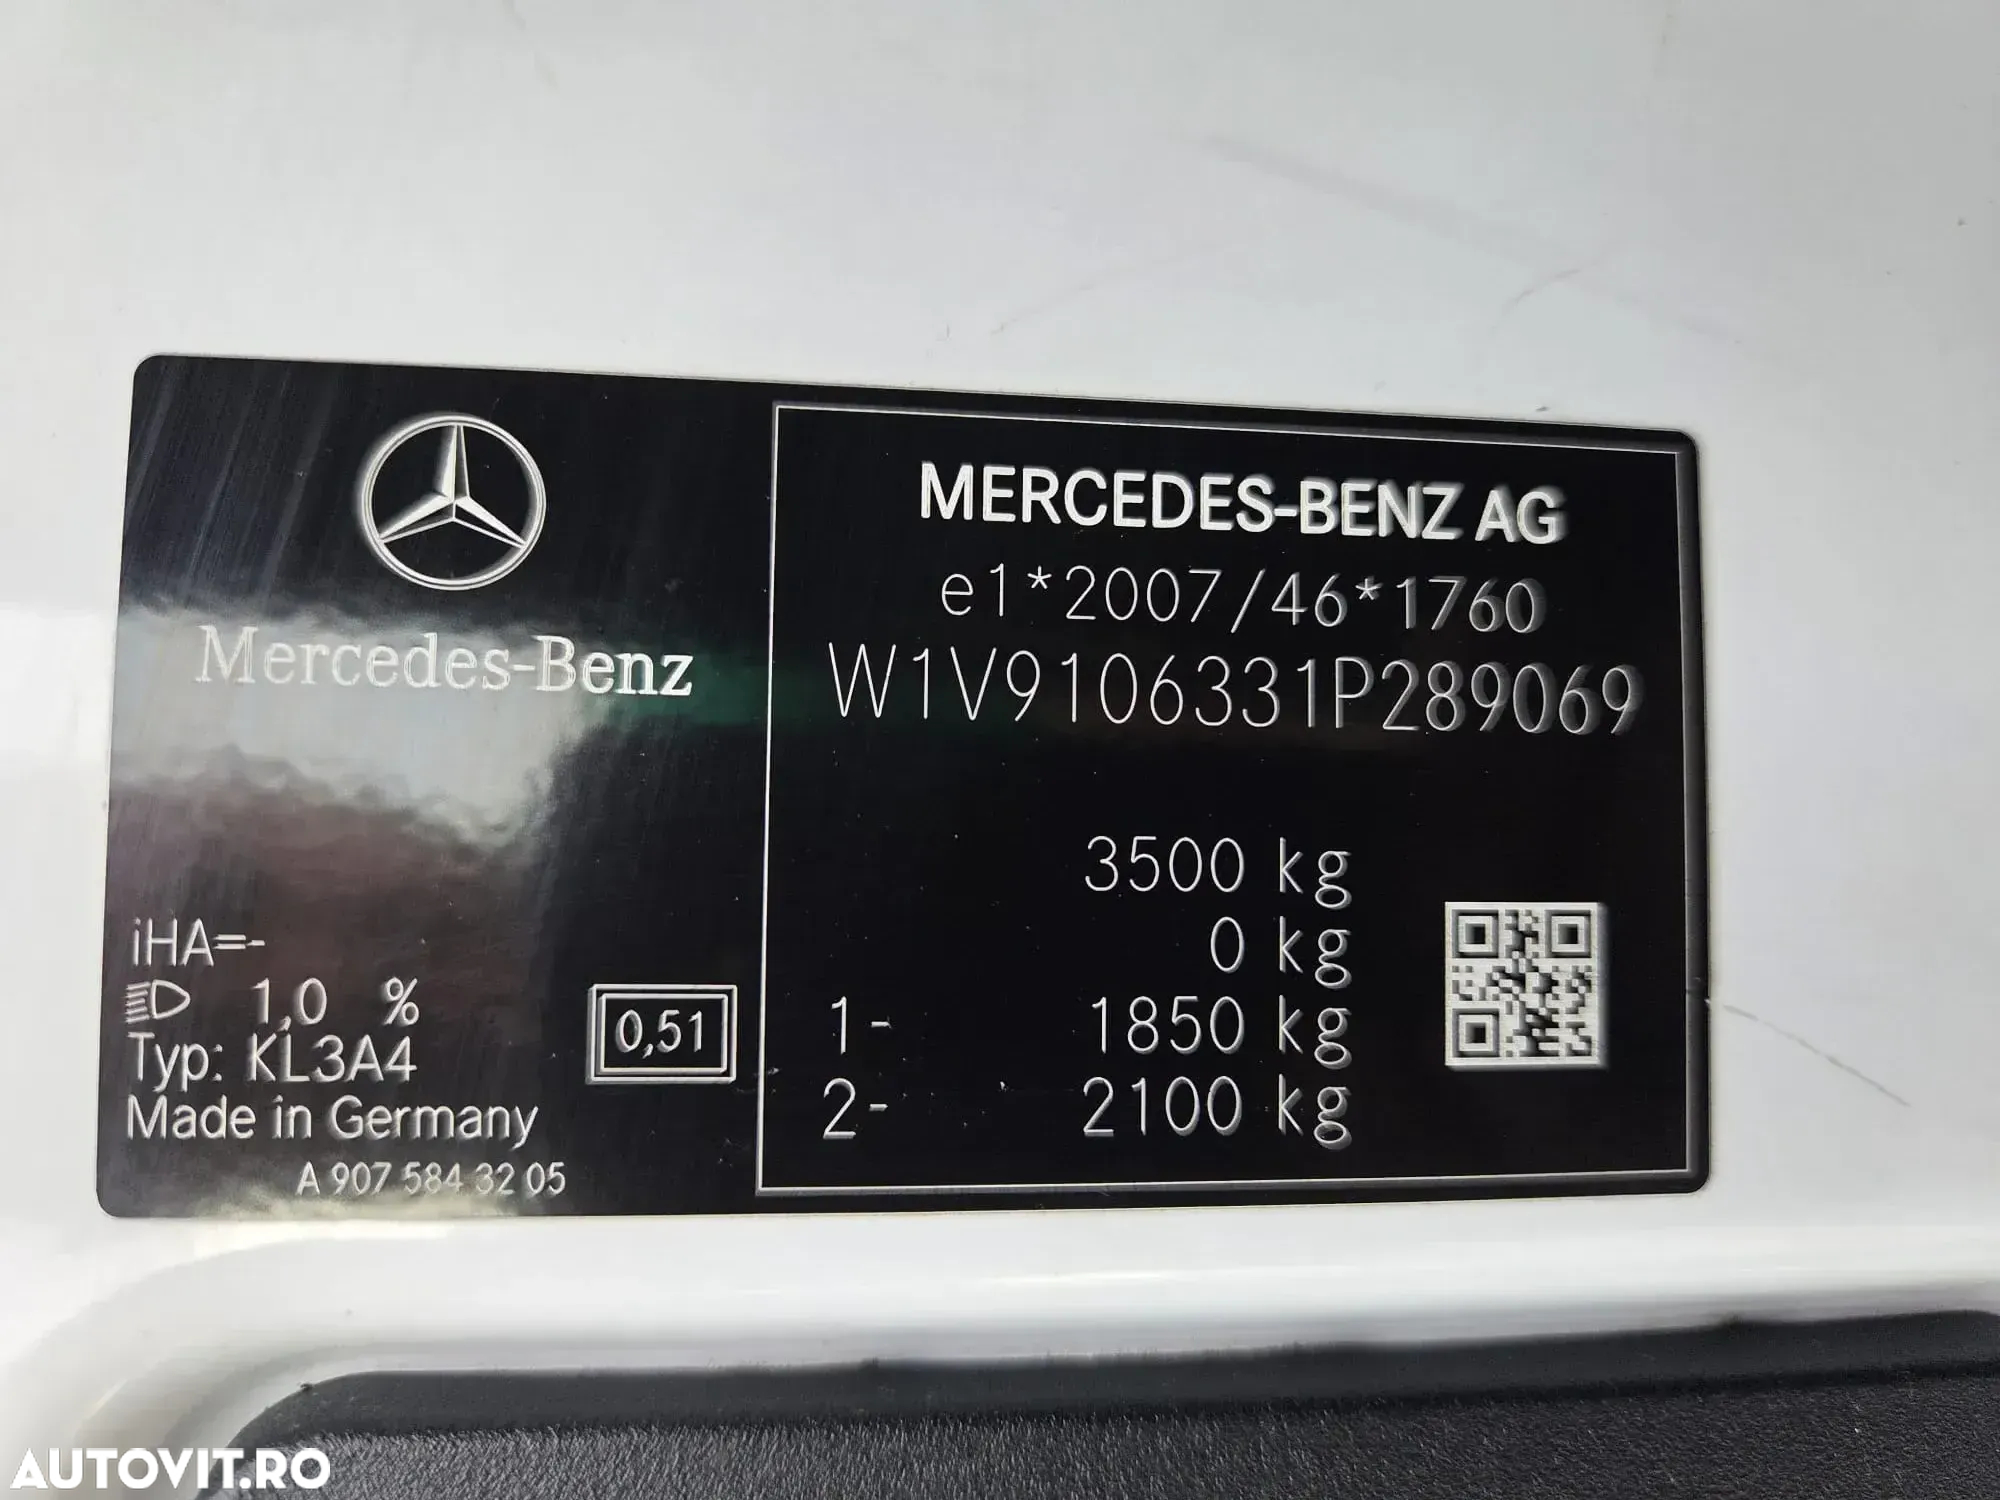 Mercedes-Benz
iHA=-
1,0 %
Typ: KL3A4
Made in Germany
A 907 584 32 05
0,51
MERCEDES-BENZ AG
e1*2007/46*1760
W1V9106331P289069
3500 kg
0 kg
1- 1850 kg
2- 2100 kg
AUTOVIT.RO